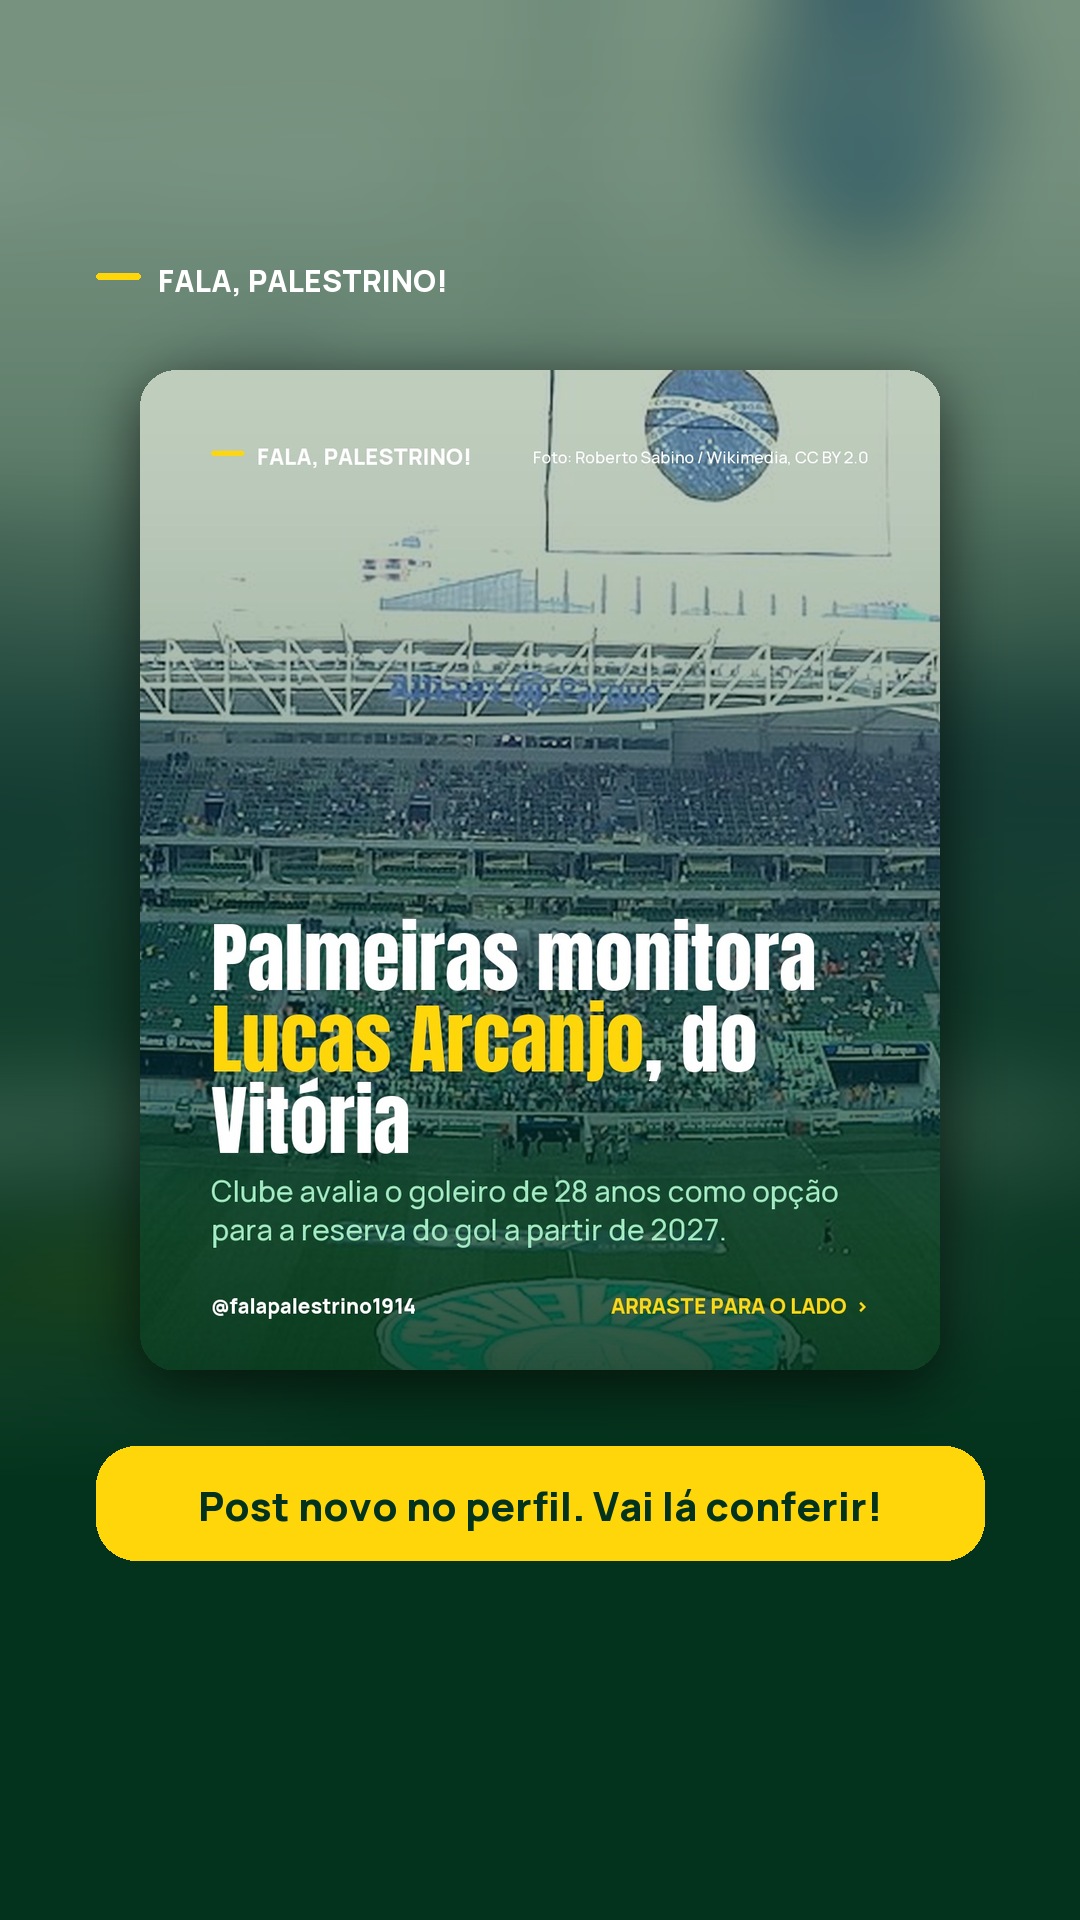 FALA, PALESTRINO!
FALA, PALESTRINO!
Foto: Roberto Sabino / Wikimedia, CC BY 2.0
Allianz Parque
Palmeiras monitora
Lucas Arcanjo, do
Vitória
Clube avalia o goleiro de 28 anos como opção
para a reserva do gol a partir de 2027.
@falapalestrino1914
ARRASTE PARA O LADO ›
Post novo no perfil. Vai lá conferir!